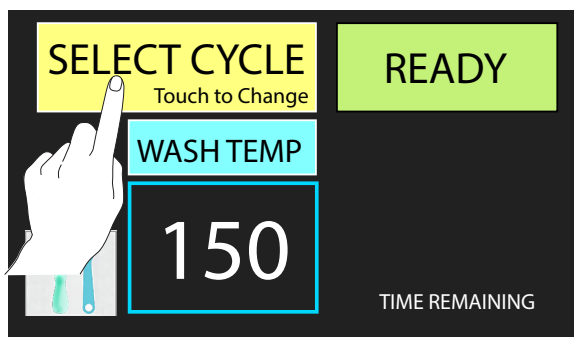 SELECT CYCLE
Touch to Change
READY
WASH TEMP
150
TIME REMAINING